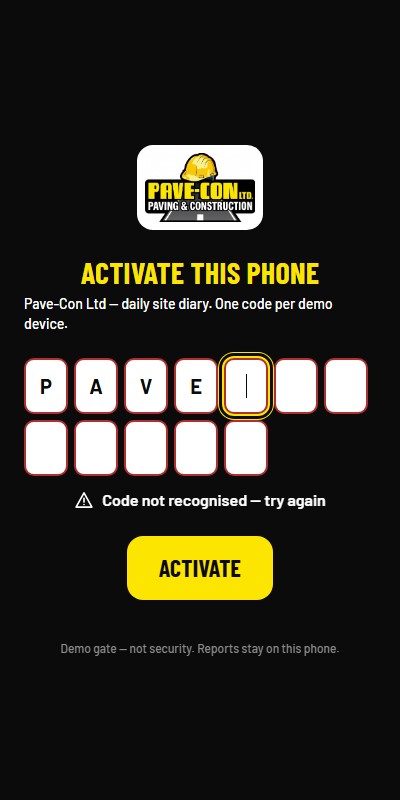 PAVE-CON LTD.
PAVING & CONSTRUCTION
ACTIVATE THIS PHONE
Pave-Con Ltd — daily site diary. One code per demo
device.
P A V E
Code not recognised — try again
ACTIVATE
Demo gate — not security. Reports stay on this phone.